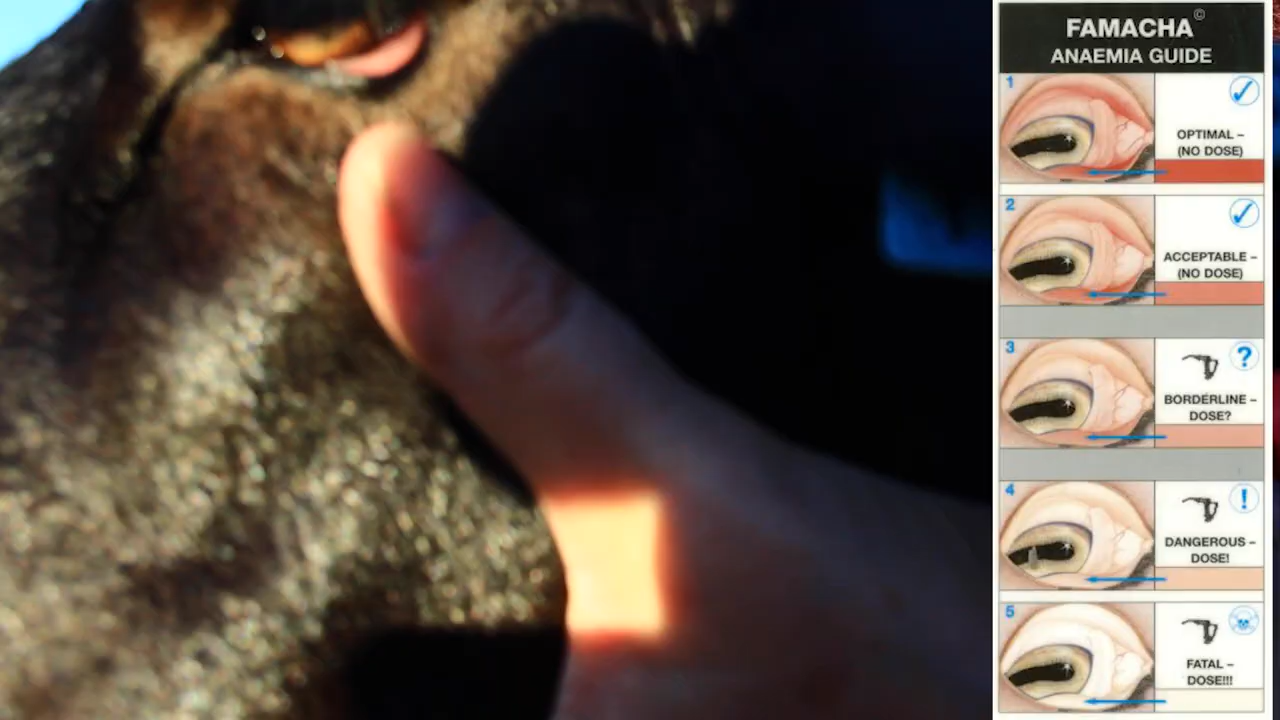 FAMACHA©
ANAEMIA GUIDE
1
OPTIMAL –
(NO DOSE)
2
ACCEPTABLE –
(NO DOSE)
3
?
BORDERLINE –
DOSE?
4
!
DANGEROUS –
DOSE!
5
FATAL –
DOSE!!!